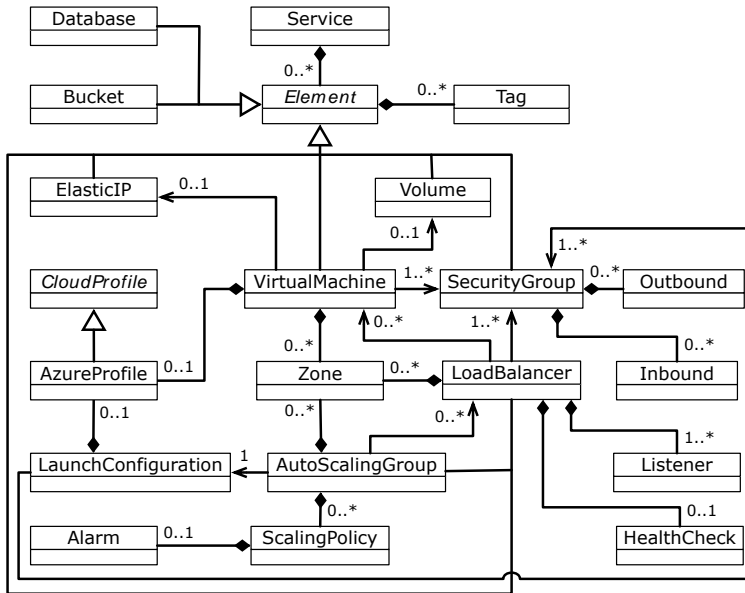 Database
Service
0..*
Bucket
Element
0..*
Tag
ElasticIP
0..1
Volume
0..1
1..*
CloudProfile
VirtualMachine
1..*
SecurityGroup
0..*
Outbound
0..*
1..*
0..*
0..*
AzureProfile
0..1
Zone
0..*
LoadBalancer
Inbound
0..1
0..*
0..*
1..*
LaunchConfiguration
1
AutoScalingGroup
Listener
0..*
0..1
Alarm
0..1
ScalingPolicy
HealthCheck